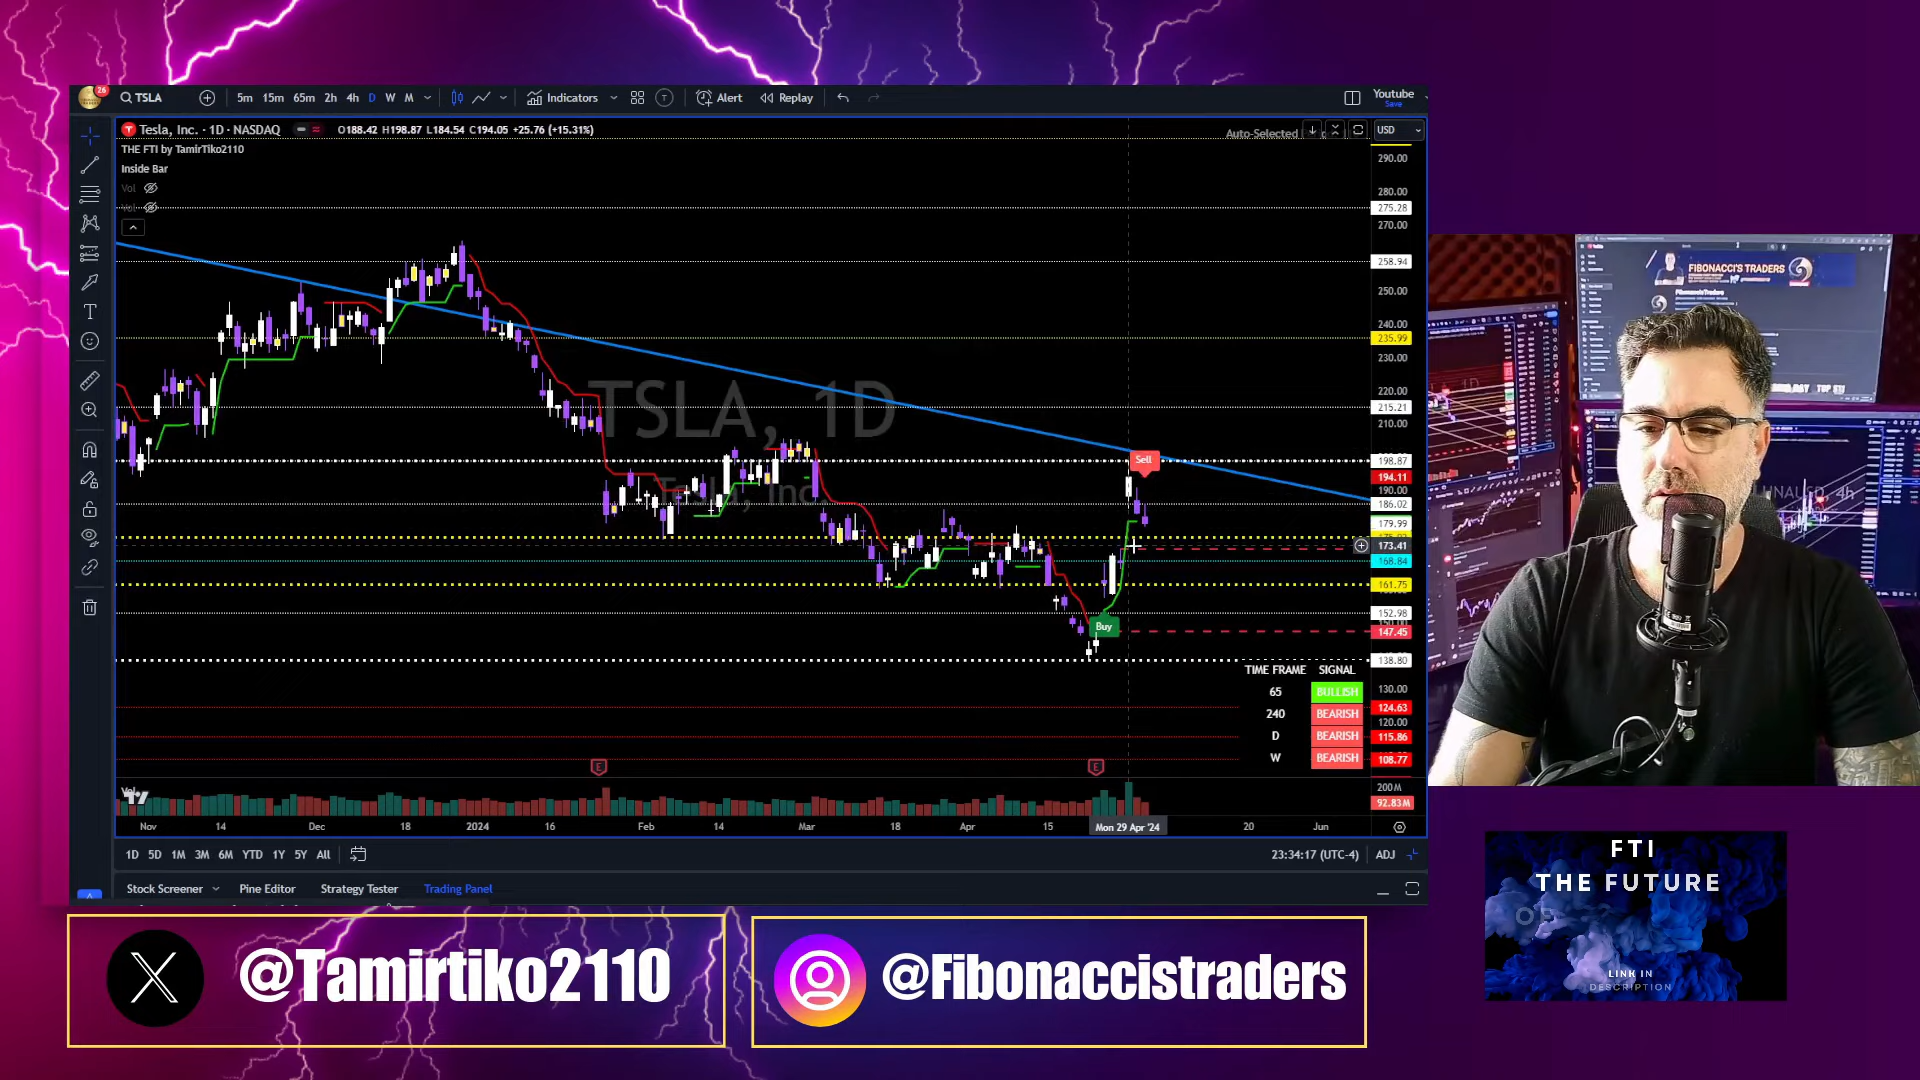 26
TSLA
5m 15m 65m 2h 4h D W M
Indicators
Alert
Replay
Youtube
Save
Tesla, Inc. · 1D · NASDAQ
O188.42 H198.87 L184.54 C194.05 +25.76 (+15.31%)
Auto-Selected
USD
THE FTI by TamirTiko2110
Inside Bar
Vol
Vol
TSLA, 1D
Tesla, Inc.
Sell
Buy
290.00
280.00
275.28
270.00
258.94
250.00
240.00
235.99
230.00
220.00
215.21
210.00
198.87
194.11
190.00
186.02
179.99
173.41
168.84
161.75
152.98
147.45
138.80
130.00
124.63
120.00
115.86
108.77
200M
92.83M
TIME FRAME SIGNAL
65 BULLISH
240 BEARISH
D BEARISH
W BEARISH
E
E
Vol
Nov 14 Dec 18 2024 16 Feb 14 Mar 18 Apr 15 Mon 29 Apr '24 20 Jun
1D 5D 1M 3M 6M YTD 1Y 5Y All
23:34:17 (UTC-4)
ADJ
Stock Screener
Pine Editor
Strategy Tester
Trading Panel
FIBONACCI'S TRADERS
@Tamirtiko2110
@Fibonaccistraders
FTI
THE FUTURE
OF
LINK IN
DESCRIPTION